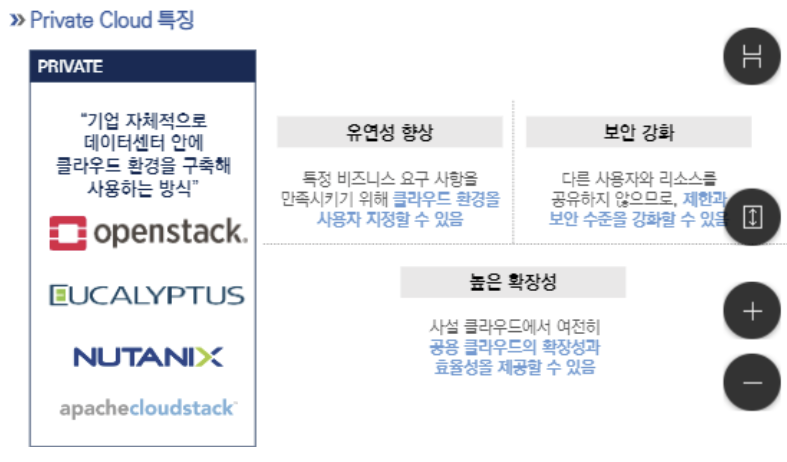 » Private Cloud 특징
PRIVATE
“기업 자체적으로
데이터센터 안에
클라우드 환경을 구축해
사용하는 방식”
openstack.
EUCALYPTUS
NUTANIX
apachecloudstack™
유연성 향상
특정 비즈니스 요구 사항을
만족시키기 위해 클라우드 환경을
사용자 지정할 수 있음
보안 강화
다른 사용자와 리소스를
공유하지 않으므로, 제한과
보안 수준을 강화할 수 있음
높은 확장성
사설 클라우드에서 여전히
공용 클라우드의 확장성과
효율성을 제공할 수 있음